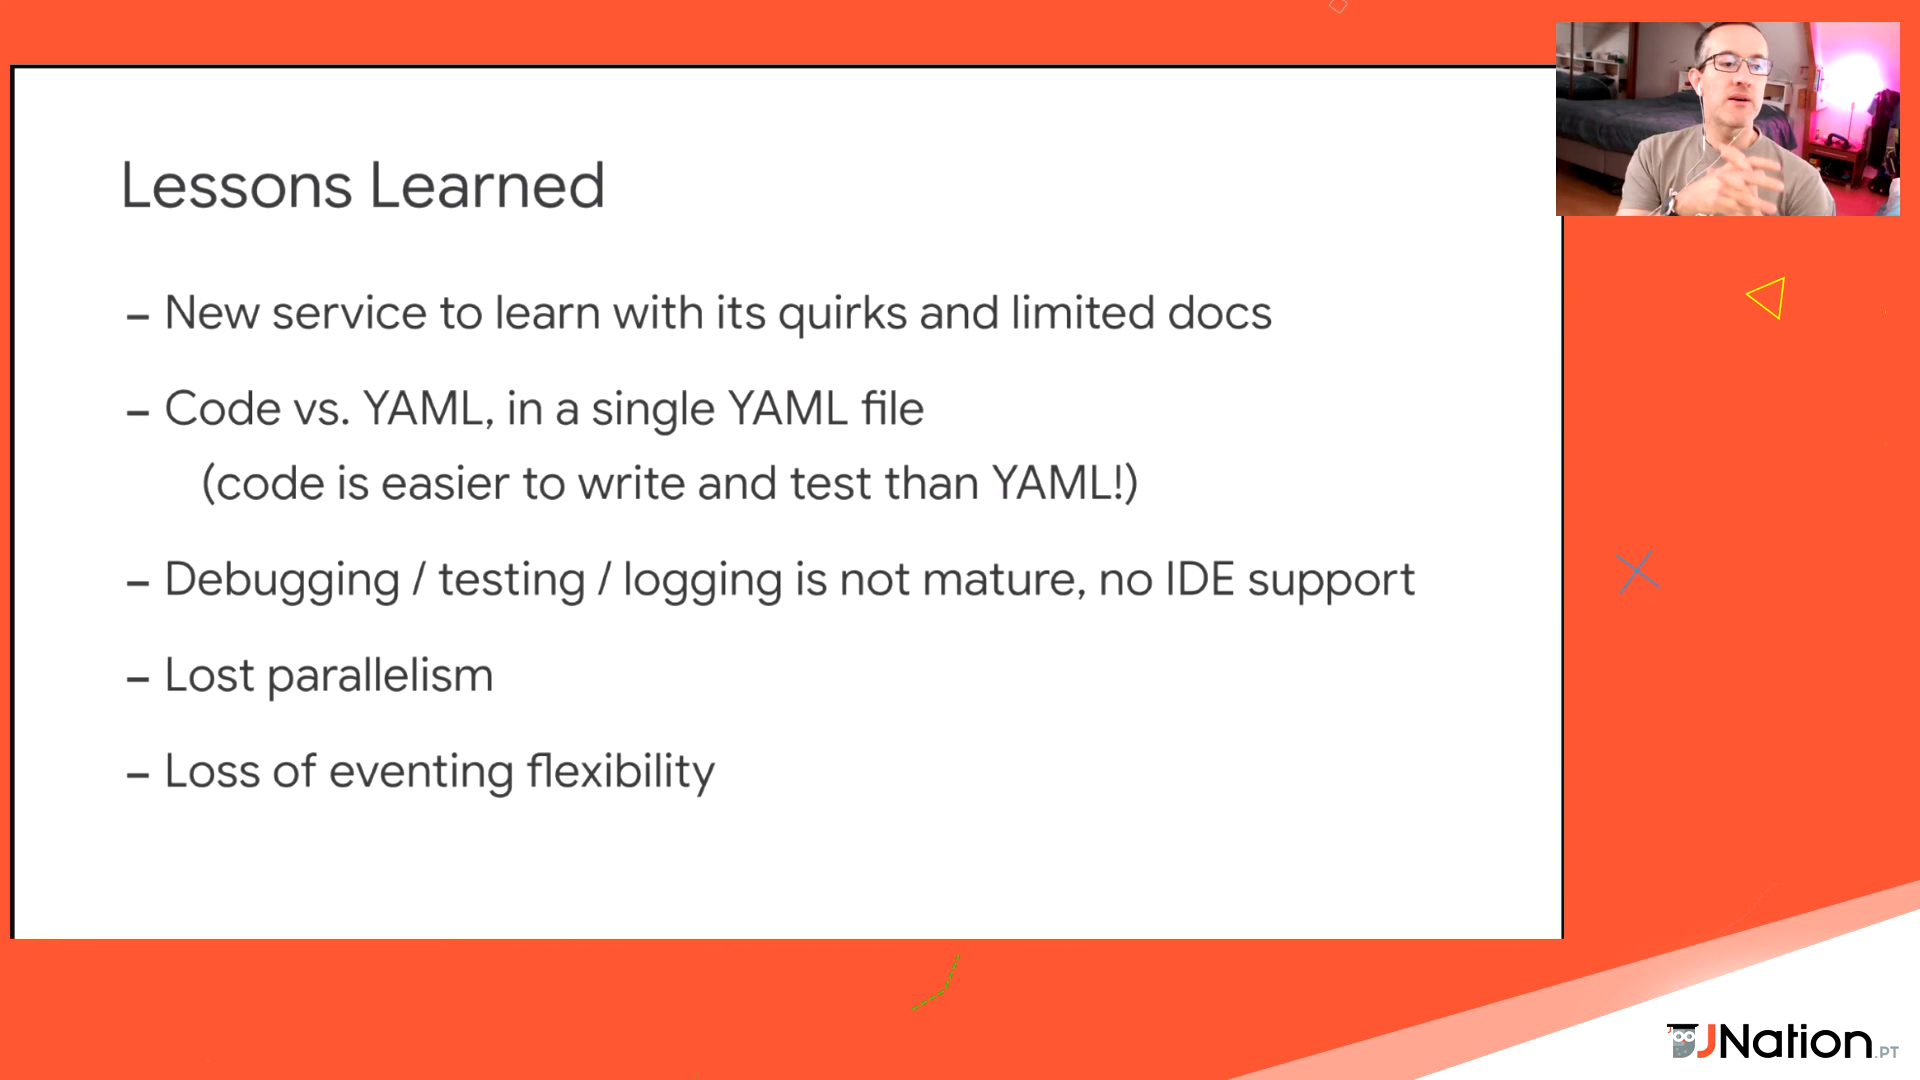 Lessons Learned
– New service to learn with its quirks and limited docs
– Code vs. YAML, in a single YAML file
(code is easier to write and test than YAML!)
– Debugging / testing / logging is not mature, no IDE support
– Lost parallelism
– Loss of eventing flexibility
JNation.PT